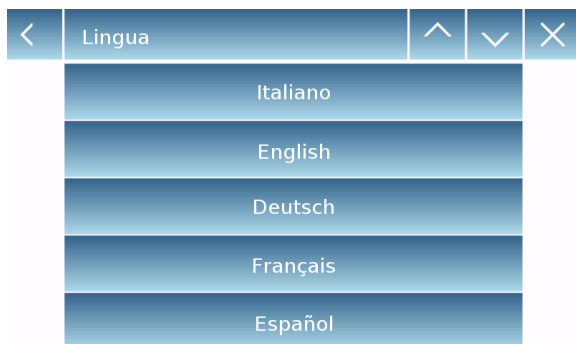 Lingua
Italiano
English
Deutsch
Français
Español